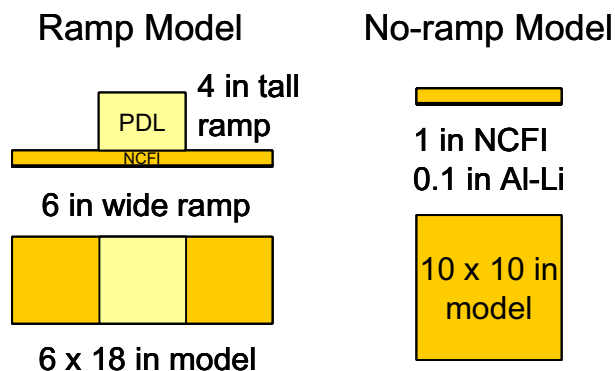 Ramp Model
PDL
4 in tall
ramp
NCFI
6 in wide ramp
6 x 18 in model
No-ramp Model
1 in NCFI
0.1 in Al-Li
10 x 10 in
model